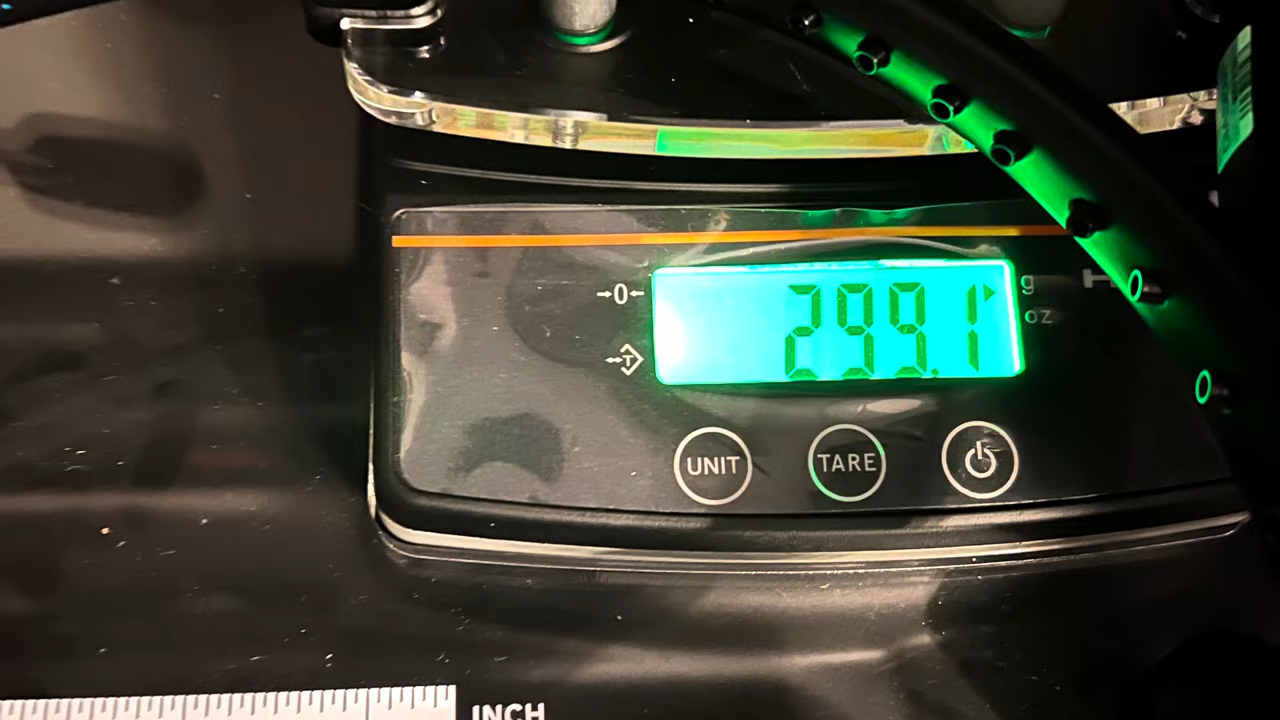 →0← 299.1 g
↔T oz
UNIT TARE
INCH